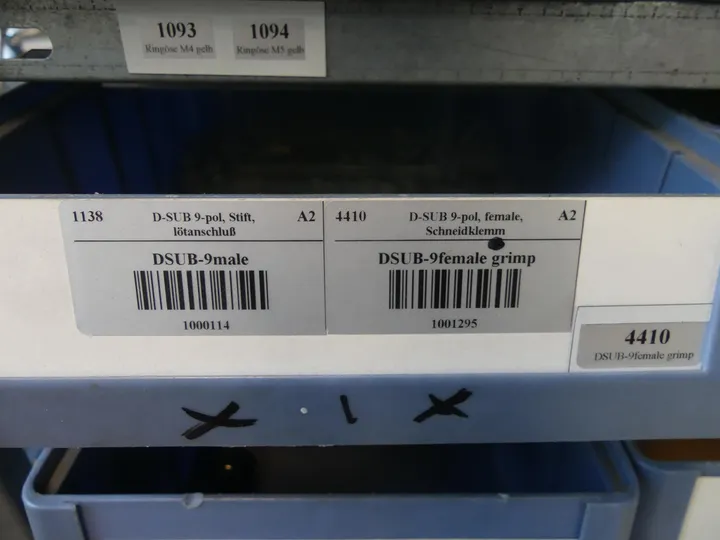 1093
Ringöse M4 gelb
1094
Ringöse M5 gelb
1138
D-SUB 9-pol, Stift,
lötanschluß
A2
DSUB-9male
1000114
4410
D-SUB 9-pol, female,
Schneidklemm
A2
DSUB-9female grimp
1001295
4410
DSUB-9female grimp
X 1 X